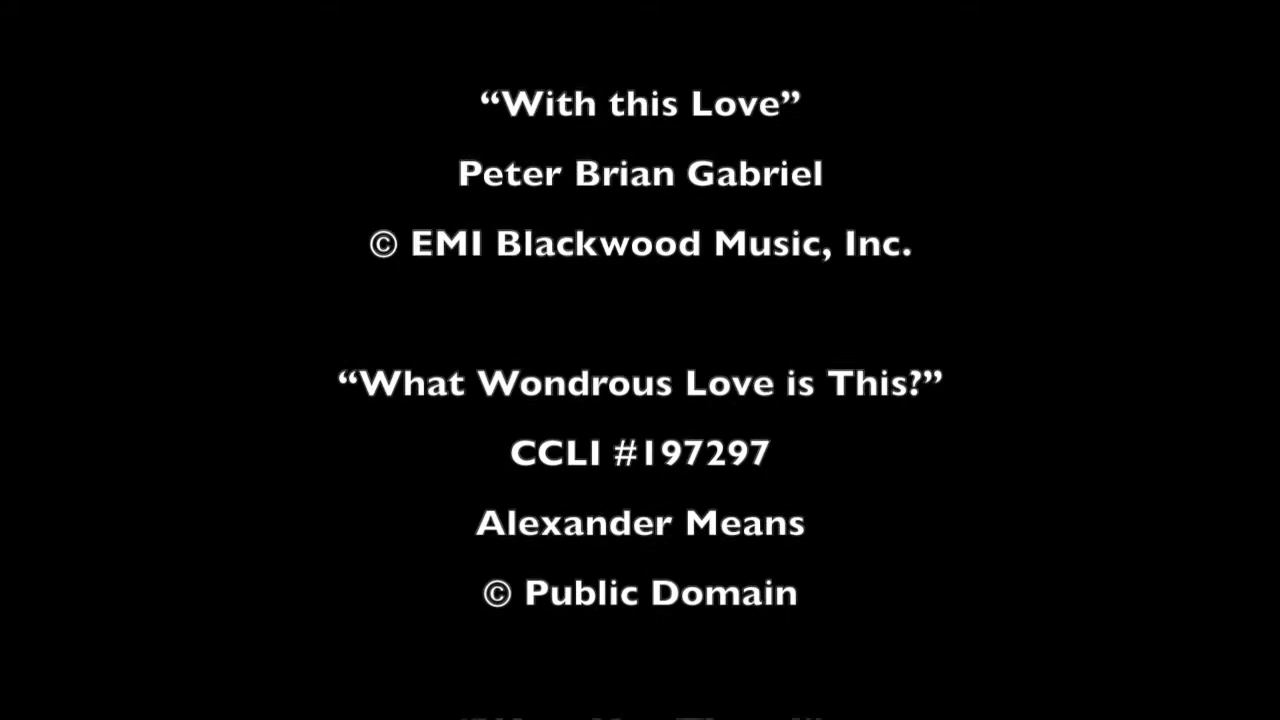 “With this Love”
Peter Brian Gabriel
© EMI Blackwood Music, Inc.
“What Wondrous Love is This?”
CCLI #197297
Alexander Means
© Public Domain